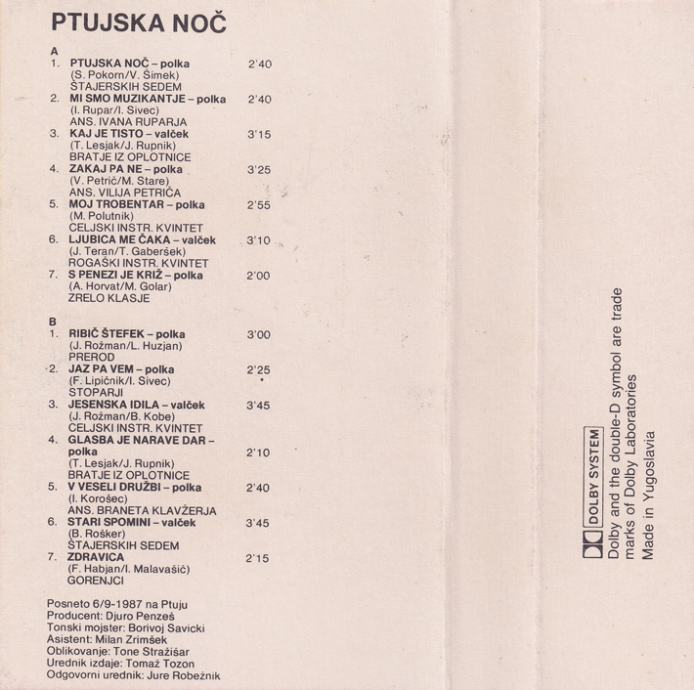 PTUJSKA NOČ
A
1. PTUJSKA NOČ – polka 2'40
(S. Pokorn/V. Šimek)
ŠTAJERSKIH SEDEM
2. MI SMO MUZIKANTJE – polka 2'40
(I. Rupar/I. Sivec)
ANS. IVANA RUPARJA
3. KAJ JE TISTO – valček 3'15
(T. Lesjak/J. Rupnik)
BRATJE IZ OPLOTNICE
4. ZAKAJ PA NE – polka 3'25
(V. Petrič/M. Stare)
ANS. VILIJA PETRIČA
5. MOJ TROBENTAR – polka 2'55
(M. Polutnik)
CELJSKI INSTR. KVINTET
6. LJUBICA ME ČAKA – valček 3'10
(J. Teran/T. Gaberšek)
ROGAŠKI INSTR. KVINTET
7. S PENEZI JE KRIŽ – polka 2'00
(A. Horvat/M. Golar)
ZRELO KLASJE
B
1. RIBIČ ŠTEFEK – polka 3'00
(J. Rožman/L. Huzjan)
PREROD
2. JAZ PA VEM – polka 2'25
(F. Lipičnik/I. Sivec)
STOPARJI
3. JESENSKA IDILA – valček 3'45
(J. Rožman/B. Kobe)
CELJSKI INSTR. KVINTET
4. GLASBA JE NARAVE DAR –
polka 2'10
(T. Lesjak/J. Rupnik)
BRATJE IZ OPLOTNICE
5. V VESELI DRUŽBI – polka 2'40
(I. Korošec)
ANS. BRANETA KLAVŽERJA
6. STARI SPOMINI – valček 3'45
(B. Rošker)
ŠTAJERSKIH SEDEM
7. ZDRAVICA 2'15
(F. Habjan/I. Malavašič)
GORENJCI
Posneto 6/9-1987 na Ptuju
Producent: Djuro Penzeš
Tonski mojster: Borivoj Savicki
Asistent: Milan Zrimšek
Oblikovanje: Tone Stražišar
Urednik izdaje: Tomaž Tozon
Odgovorni urednik: Jure Robežnik
DOLBY SYSTEM
Dolby and the double-D symbol are trade
marks of Dolby Laboratories
Made in Yugoslavia